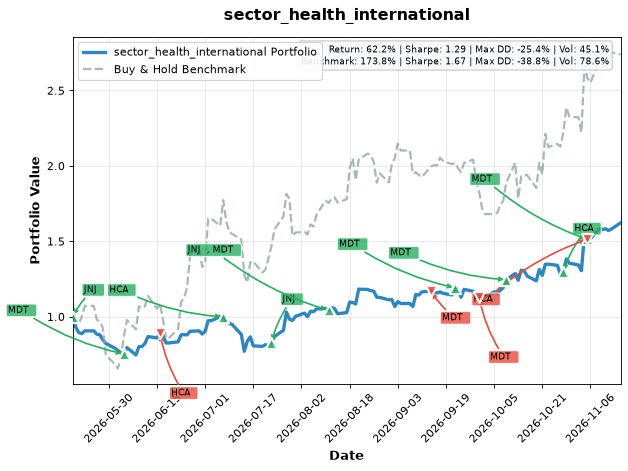 sector_health_international
sector_health_international Portfolio
Buy & Hold Benchmark
Return: 62.2% | Sharpe: 1.29 | Max DD: -25.4% | Vol: 45.1%
Benchmark: 173.8% | Sharpe: 1.67 | Max DD: -38.8% | Vol: 78.6%
Portfolio Value
2.5
2.0
1.5
1.0
MDT
HCA
MDT
MDT
JNJ , MDT
JNJ
HCA
JNJ
HCA
MDT
MDT
MDT
HCA
2026-05-30
2026-06-15
2026-07-01
2026-07-17
2026-08-02
2026-08-18
2026-09-03
2026-09-19
2026-10-05
2026-10-21
2026-11-06
Date